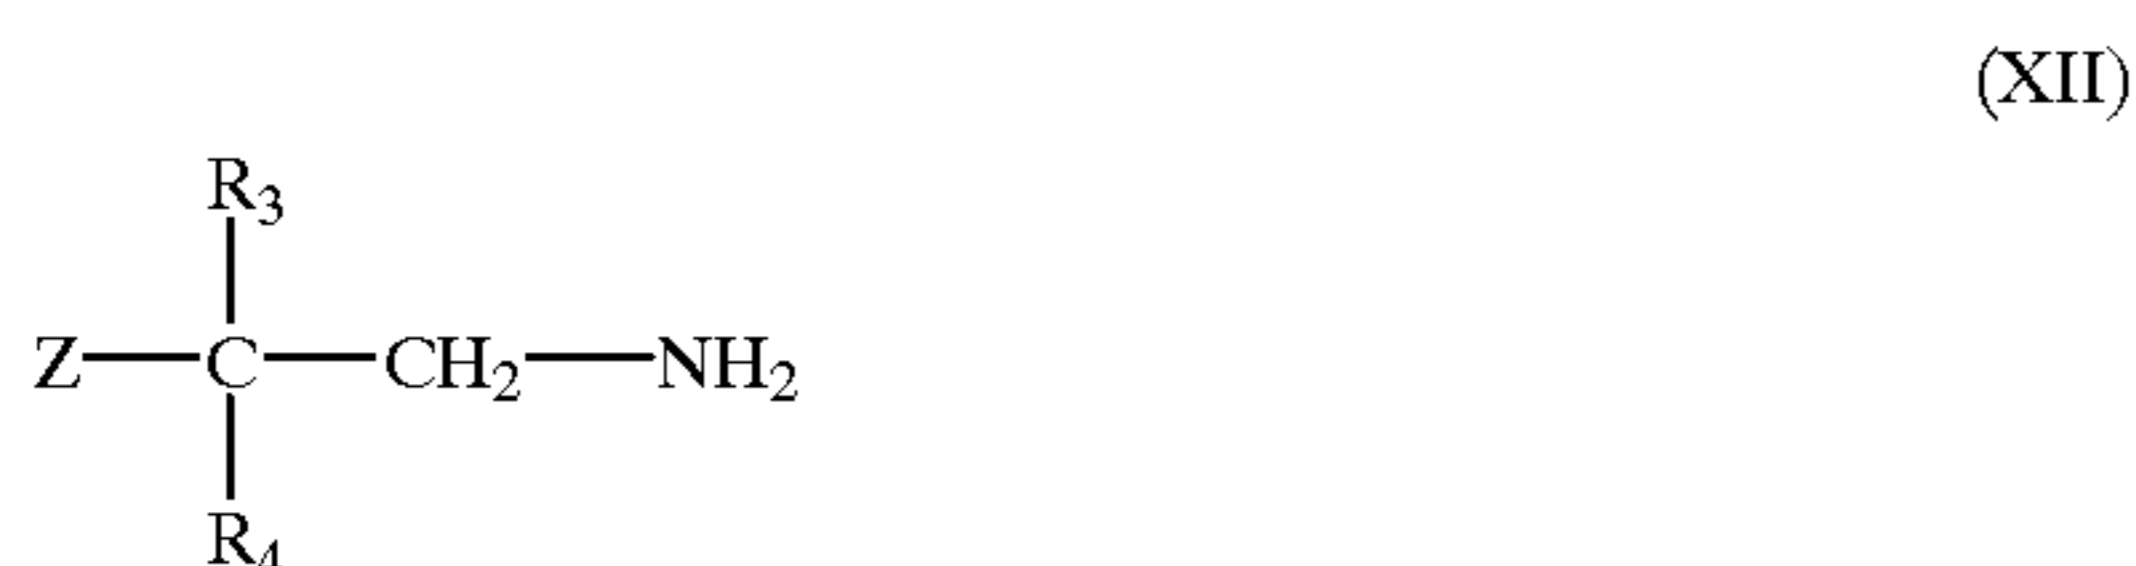 (XII)
R3
Z—C—CH2—NH2
R4